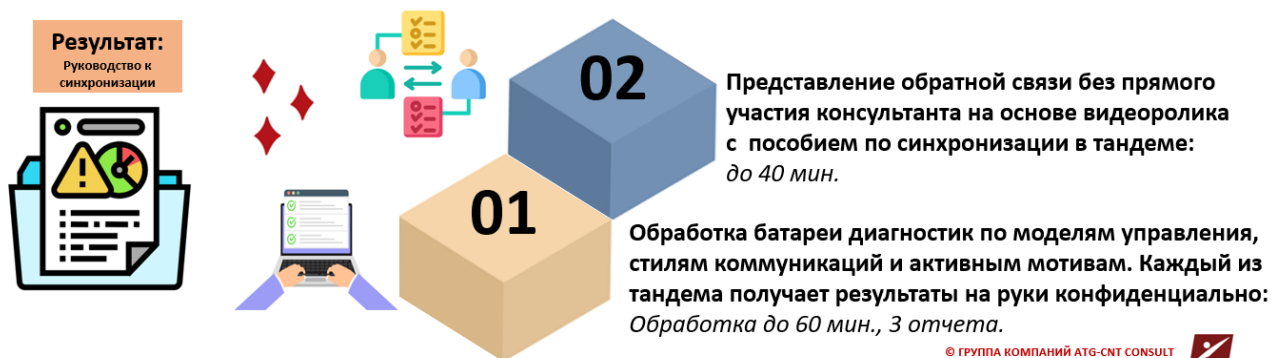 Результат:
Руководство к
синхронизации
02
Представление обратной связи без прямого
участия консультанта на основе видеоролика
с пособием по синхронизации в тандеме:
до 40 мин.
01
Обработка батареи диагностик по моделям управления,
стилям коммуникаций и активным мотивам. Каждый из
тандема получает результаты на руки конфиденциально:
Обработка до 60 мин., 3 отчета.
© ГРУППА КОМПАНИЙ ATG-CNT CONSULT